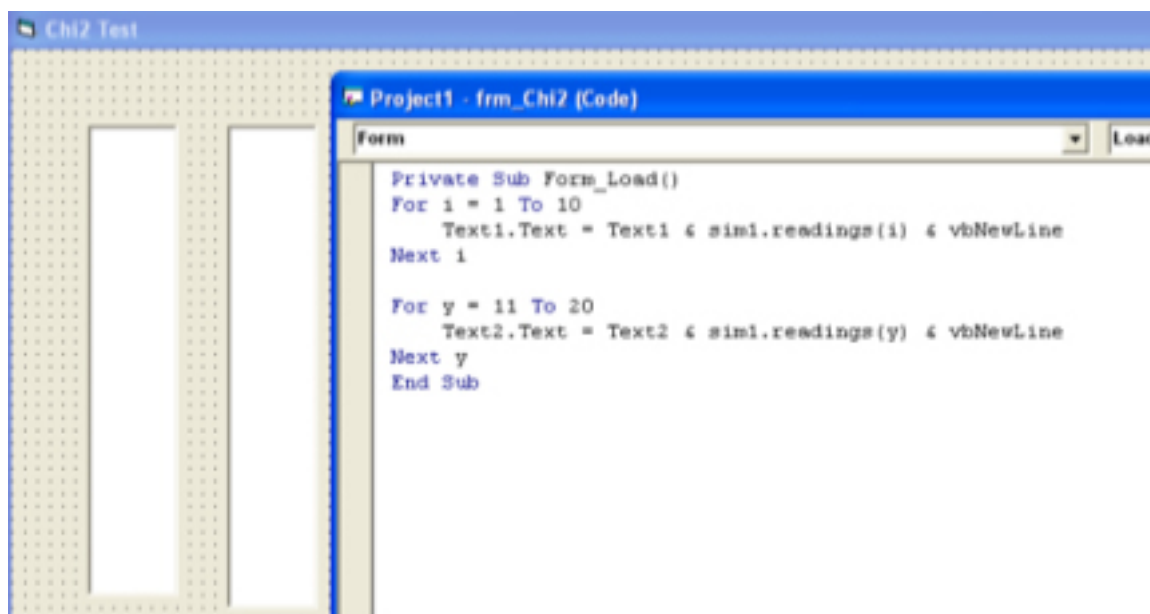 Chi2 Test
Project1 - frm_Chi2 (Code)
Form
Load
Private Sub Form_Load()
For i = 1 To 10
Text1.Text = Text1 & sim1.readings(i) & vbNewLine
Next i
For y = 11 To 20
Text2.Text = Text2 & sim1.readings(y) & vbNewLine
Next y
End Sub